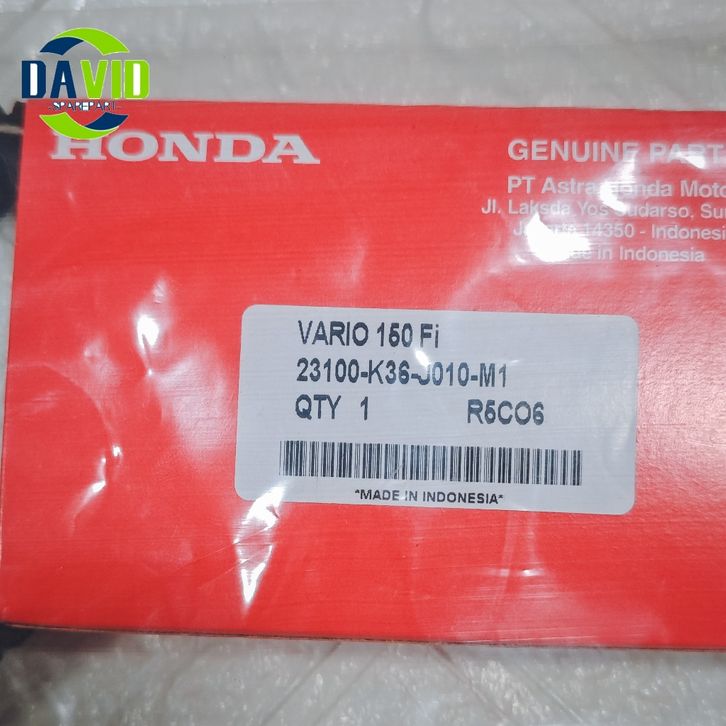 DAVID
-SPAREPART-
HONDA
GENUINE PART
PT Astra Honda Moto
Jl. Laksda Yos Sudarso, Sun
Jakarta 14350 - Indonesi
Made in Indonesia
VARIO 150 Fi
23100-K36-J010-M1
QTY 1 R5CO6
*MADE IN INDONESIA*